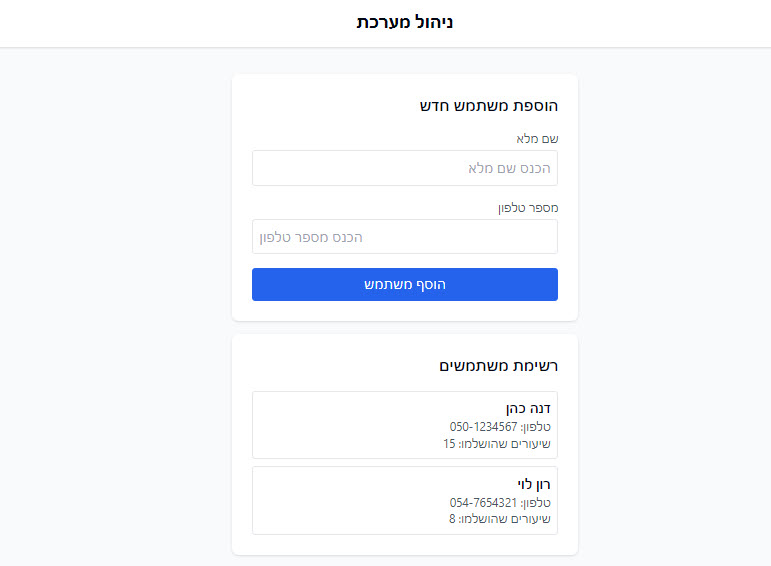 ניהול מערכת
הוספת משתמש חדש
שם מלא
הכנס שם מלא
מספר טלפון
הכנס מספר טלפון
הוסף משתמש
רשימת משתמשים
דנה כהן
טלפון: 050-1234567
שיעורים שהושלמו: 15
רון לוי
טלפון: 054-7654321
שיעורים שהושלמו: 8